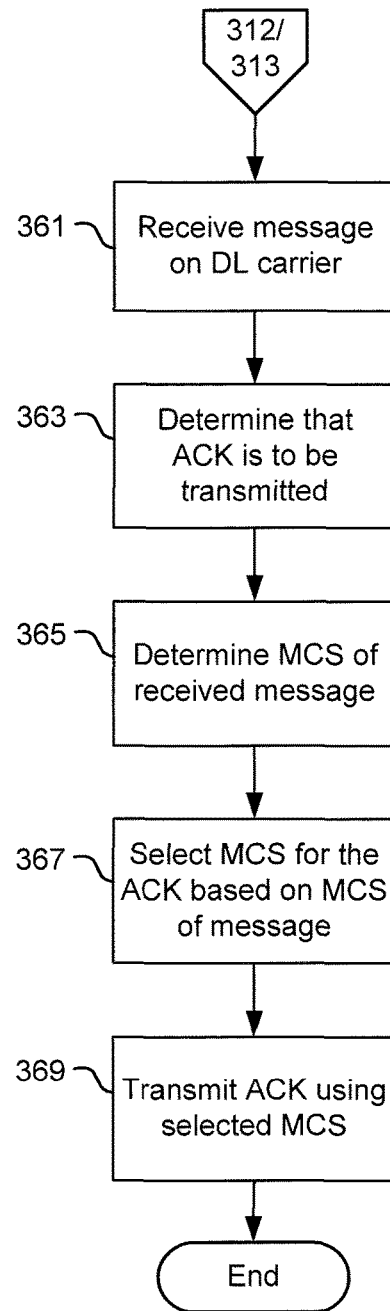 312/
313
361
Receive message
on DL carrier
363
Determine that
ACK is to be
transmitted
365
Determine MCS of
received message
367
Select MCS for the
ACK based on MCS
of message
369
Transmit ACK using
selected MCS
End